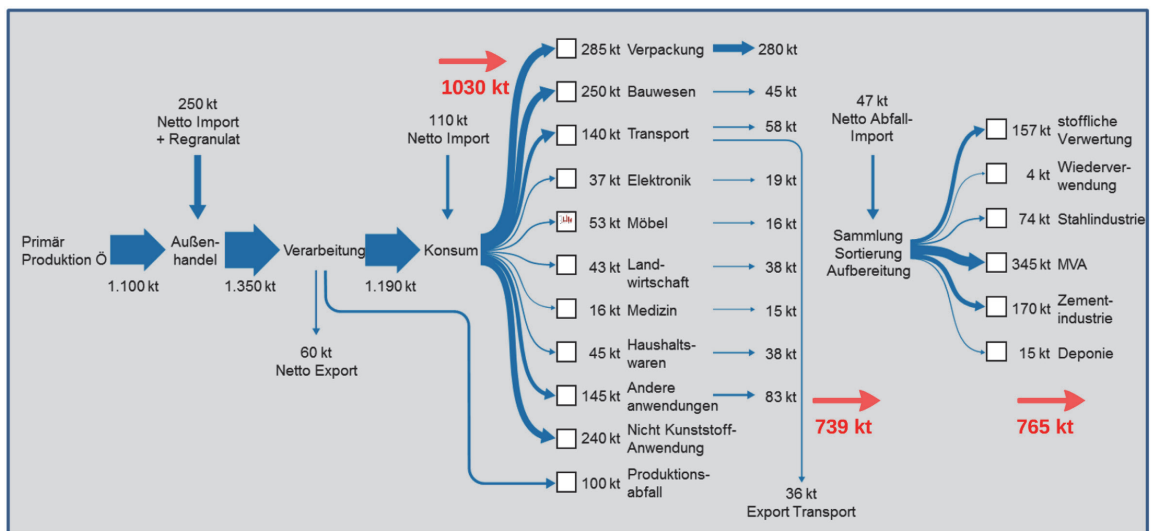 Primär
Produktion Ö
1.100 kt
250 kt
Netto Import
+ Regranulat
Außen-
handel
1.350 kt
Verarbeitung
60 kt
Netto Export
1.190 kt
110 kt
Netto Import
Konsum
1030 kt
285 kt Verpackung 280 kt
250 kt Bauwesen 45 kt
140 kt Transport 58 kt
37 kt Elektronik 19 kt
53 kt Möbel 16 kt
43 kt Land-
wirtschaft 38 kt
16 kt Medizin 15 kt
45 kt Haushalts-
waren 38 kt
145 kt Andere
anwendungen 83 kt
240 kt Nicht Kunststoff-
Anwendung
100 kt Produktions-
abfall
36 kt
Export Transport
739 kt
47 kt
Netto Abfall-
Import
Sammlung
Sortierung
Aufbereitung
157 kt stoffliche
Verwertung
4 kt Wiederver-
wendung
74 kt Stahlindustrie
345 kt MVA
170 kt Zement-
industrie
15 kt Deponie
765 kt